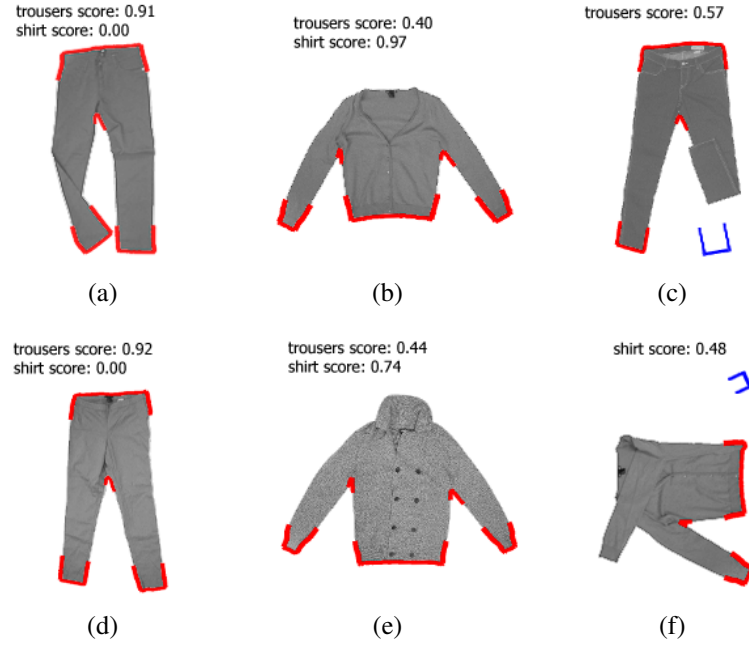 trousers score: 0.91
shirt score: 0.00
trousers score: 0.40
shirt score: 0.97
trousers score: 0.57
(a)
(b)
(c)
trousers score: 0.92
shirt score: 0.00
trousers score: 0.44
shirt score: 0.74
shirt score: 0.48
(d)
(e)
(f)